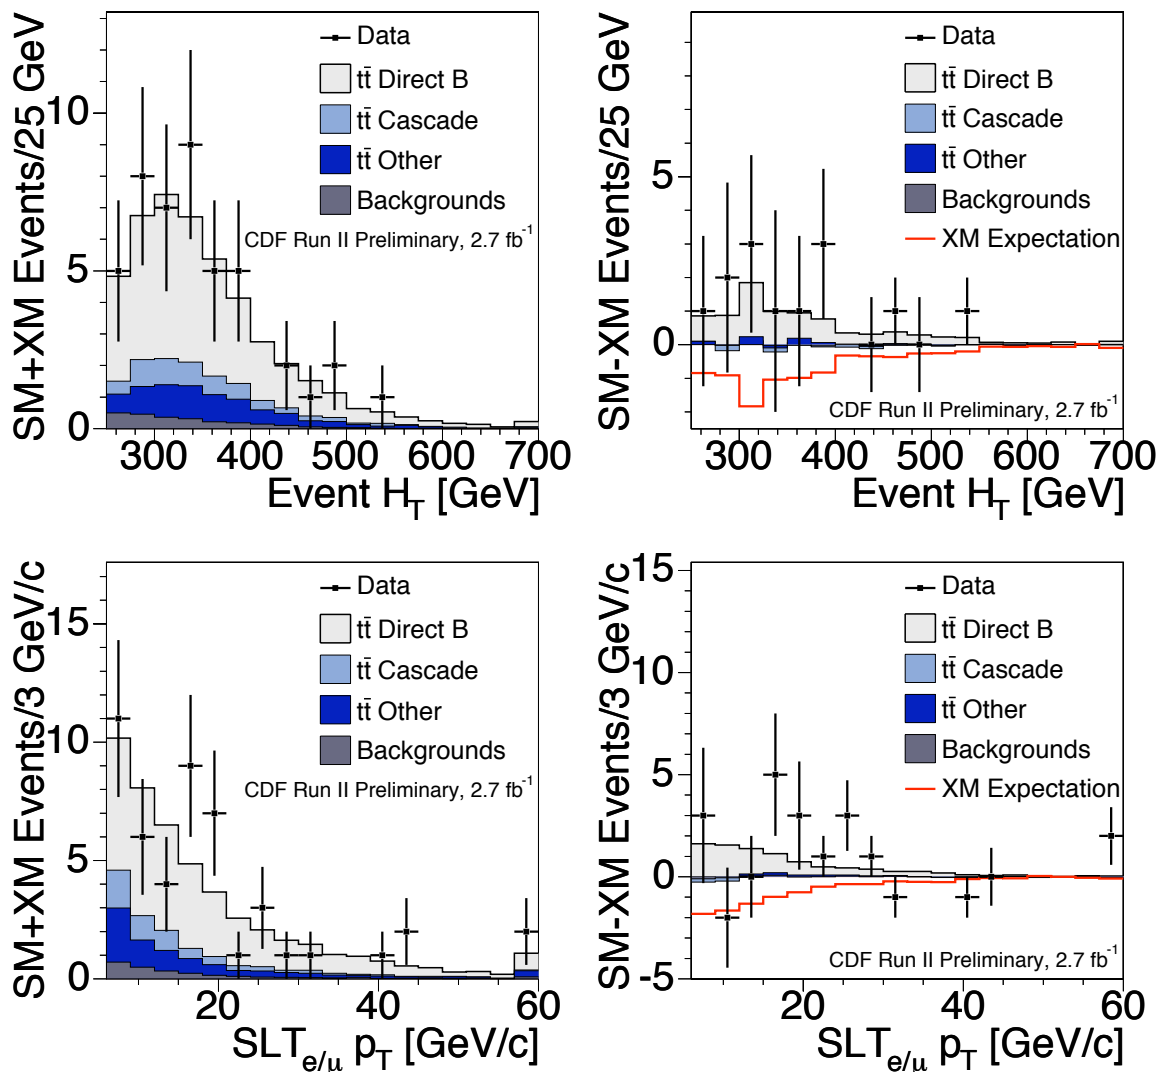 SM+XM Events/25 GeV
10
5
0
Data
tt̄ Direct B
tt̄ Cascade
tt̄ Other
Backgrounds
CDF Run II Preliminary, 2.7 fb⁻¹
300 400 500 600 700
Event H_T [GeV]
SM-XM Events/25 GeV
5
0
Data
tt̄ Direct B
tt̄ Cascade
tt̄ Other
Backgrounds
XM Expectation
CDF Run II Preliminary, 2.7 fb⁻¹
300 400 500 600 700
Event H_T [GeV]
SM+XM Events/3 GeV/c
15
10
5
0
Data
tt̄ Direct B
tt̄ Cascade
tt̄ Other
Backgrounds
CDF Run II Preliminary, 2.7 fb⁻¹
20 40 60
SLT_e/μ p_T [GeV/c]
SM-XM Events/3 GeV/c
15
10
5
0
-5
Data
tt̄ Direct B
tt̄ Cascade
tt̄ Other
Backgrounds
XM Expectation
CDF Run II Preliminary, 2.7 fb⁻¹
20 40 60
SLT_e/μ p_T [GeV/c]